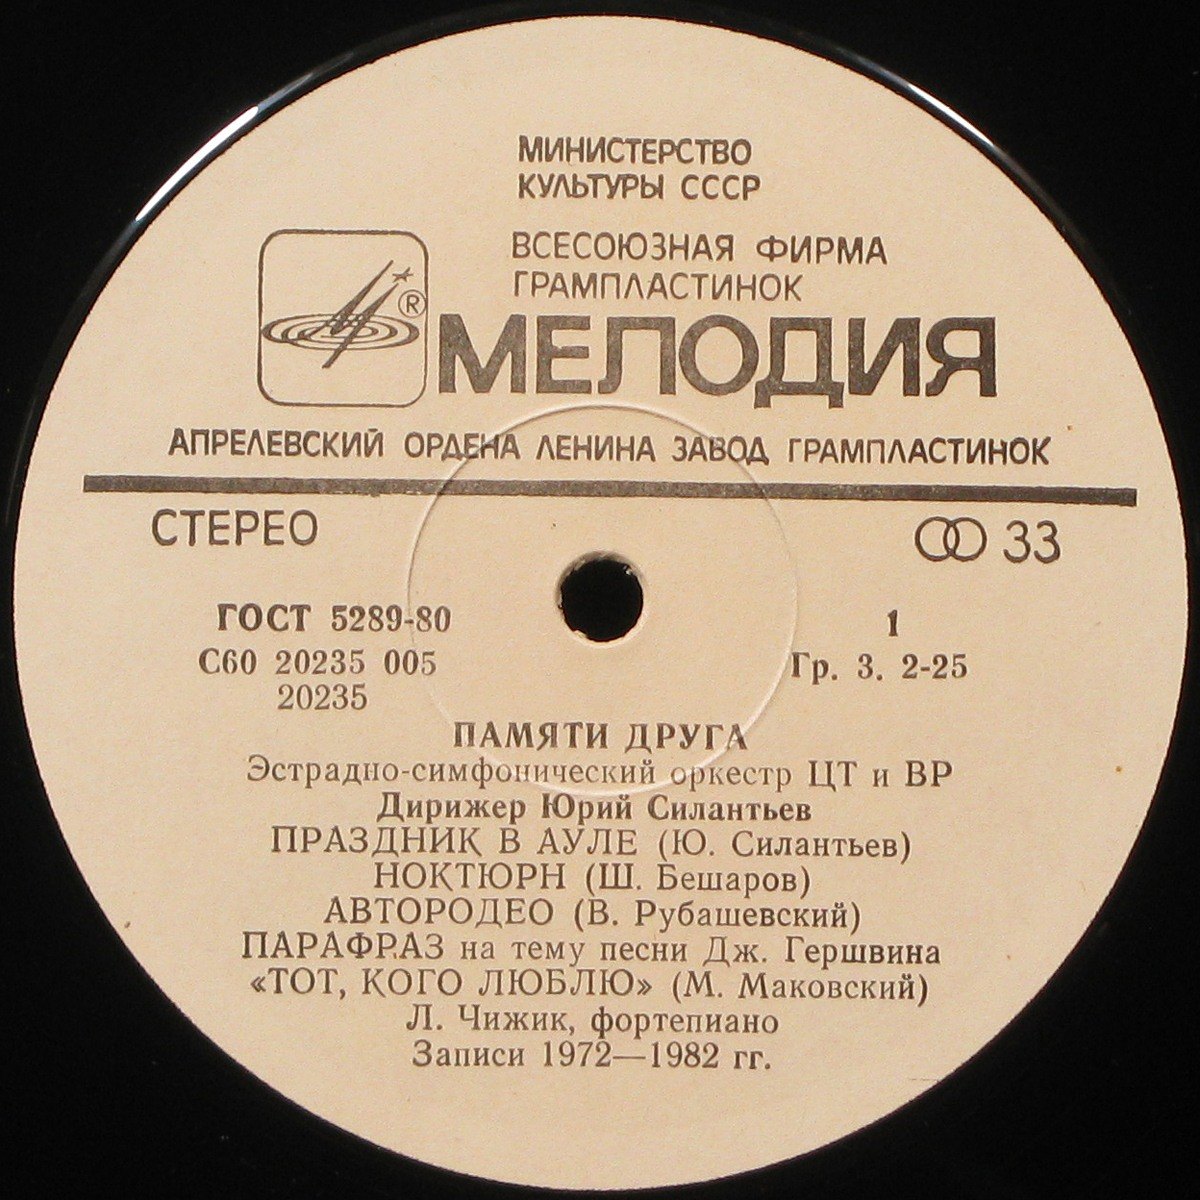 МИНИСТЕРСТВО
КУЛЬТУРЫ СССР
ВСЕСОЮЗНАЯ ФИРМА
ГРАМПЛАСТИНОК
®
МЕЛОДИЯ
АПРЕЛЕВСКИЙ ОРДЕНА ЛЕНИНА ЗАВОД ГРАМПЛАСТИНОК
СТЕРЕО 33
ГОСТ 5289-80 1
С60 20235 005 Гр. 3. 2-25
20235
ПАМЯТИ ДРУГА
Эстрадно-симфонический оркестр ЦТ и ВР
Дирижер Юрий Силантьев
ПРАЗДНИК В АУЛЕ (Ю. Силантьев)
НОКТЮРН (Ш. Бешаров)
АВТОРОДЕО (В. Рубашевский)
ПАРАФРАЗ на тему песни Дж. Гершвина
«ТОТ, КОГО ЛЮБЛЮ» (М. Маковский)
Л. Чижик, фортепиано
Записи 1972—1982 гг.